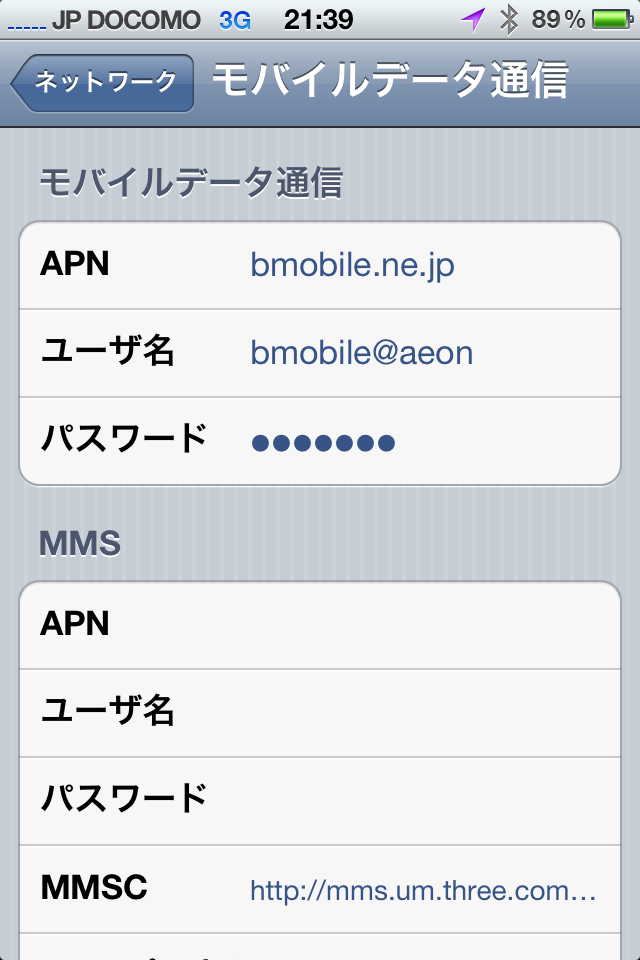 JP DOCOMO 3G 21:39 89%
ネットワーク モバイルデータ通信
モバイルデータ通信
APN bmobile.ne.jp
ユーザ名 bmobile@aeon
パスワード ●●●●●●●
MMS
APN
ユーザ名
パスワード
MMSC http://mms.um.three.com...